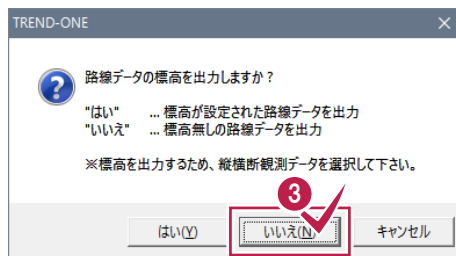 TREND-ONE
路線データの標高を出力しますか?
"はい" ... 標高が設定された路線データを出力
"いいえ" ... 標高無しの路線データを出力
※標高を出力するため、縦横断観測データを選択して下さい。
3
はい(Y) いいえ(N) キャンセル